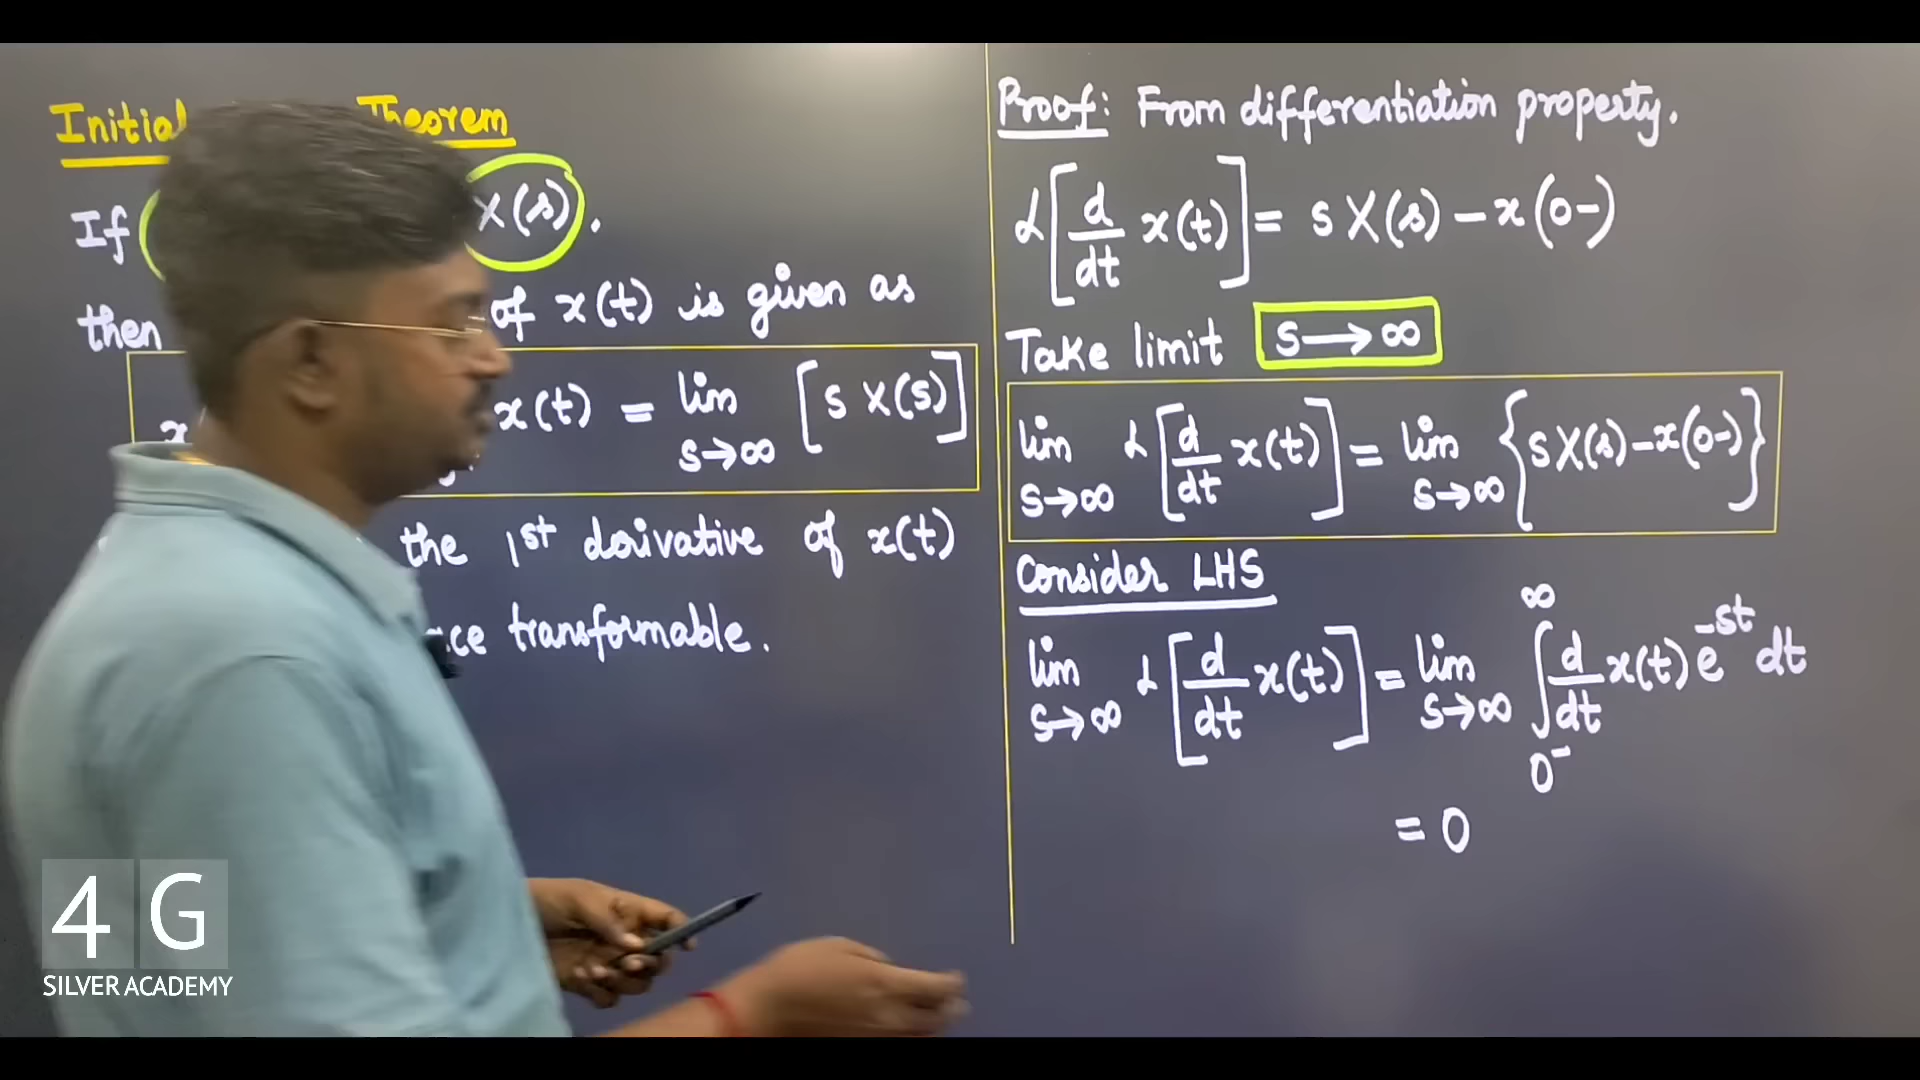 Initial Theorem
If X(s).
then of x(t) is given as
x(t) = lim s→∞ [s X(s)]
the 1st derivative of x(t)
transformable.
Proof: From differentiation property.
ℒ[d/dt x(t)] = s X(s) – x(0-)
Take limit s→∞
lim s→∞ ℒ[d/dt x(t)] = lim s→∞ {s X(s) – x(0-)}
Consider LHS
lim s→∞ ℒ[d/dt x(t)] = lim s→∞ ∫0⁻^∞ d/dt x(t) e^-st dt
= 0
4 G
SILVER ACADEMY